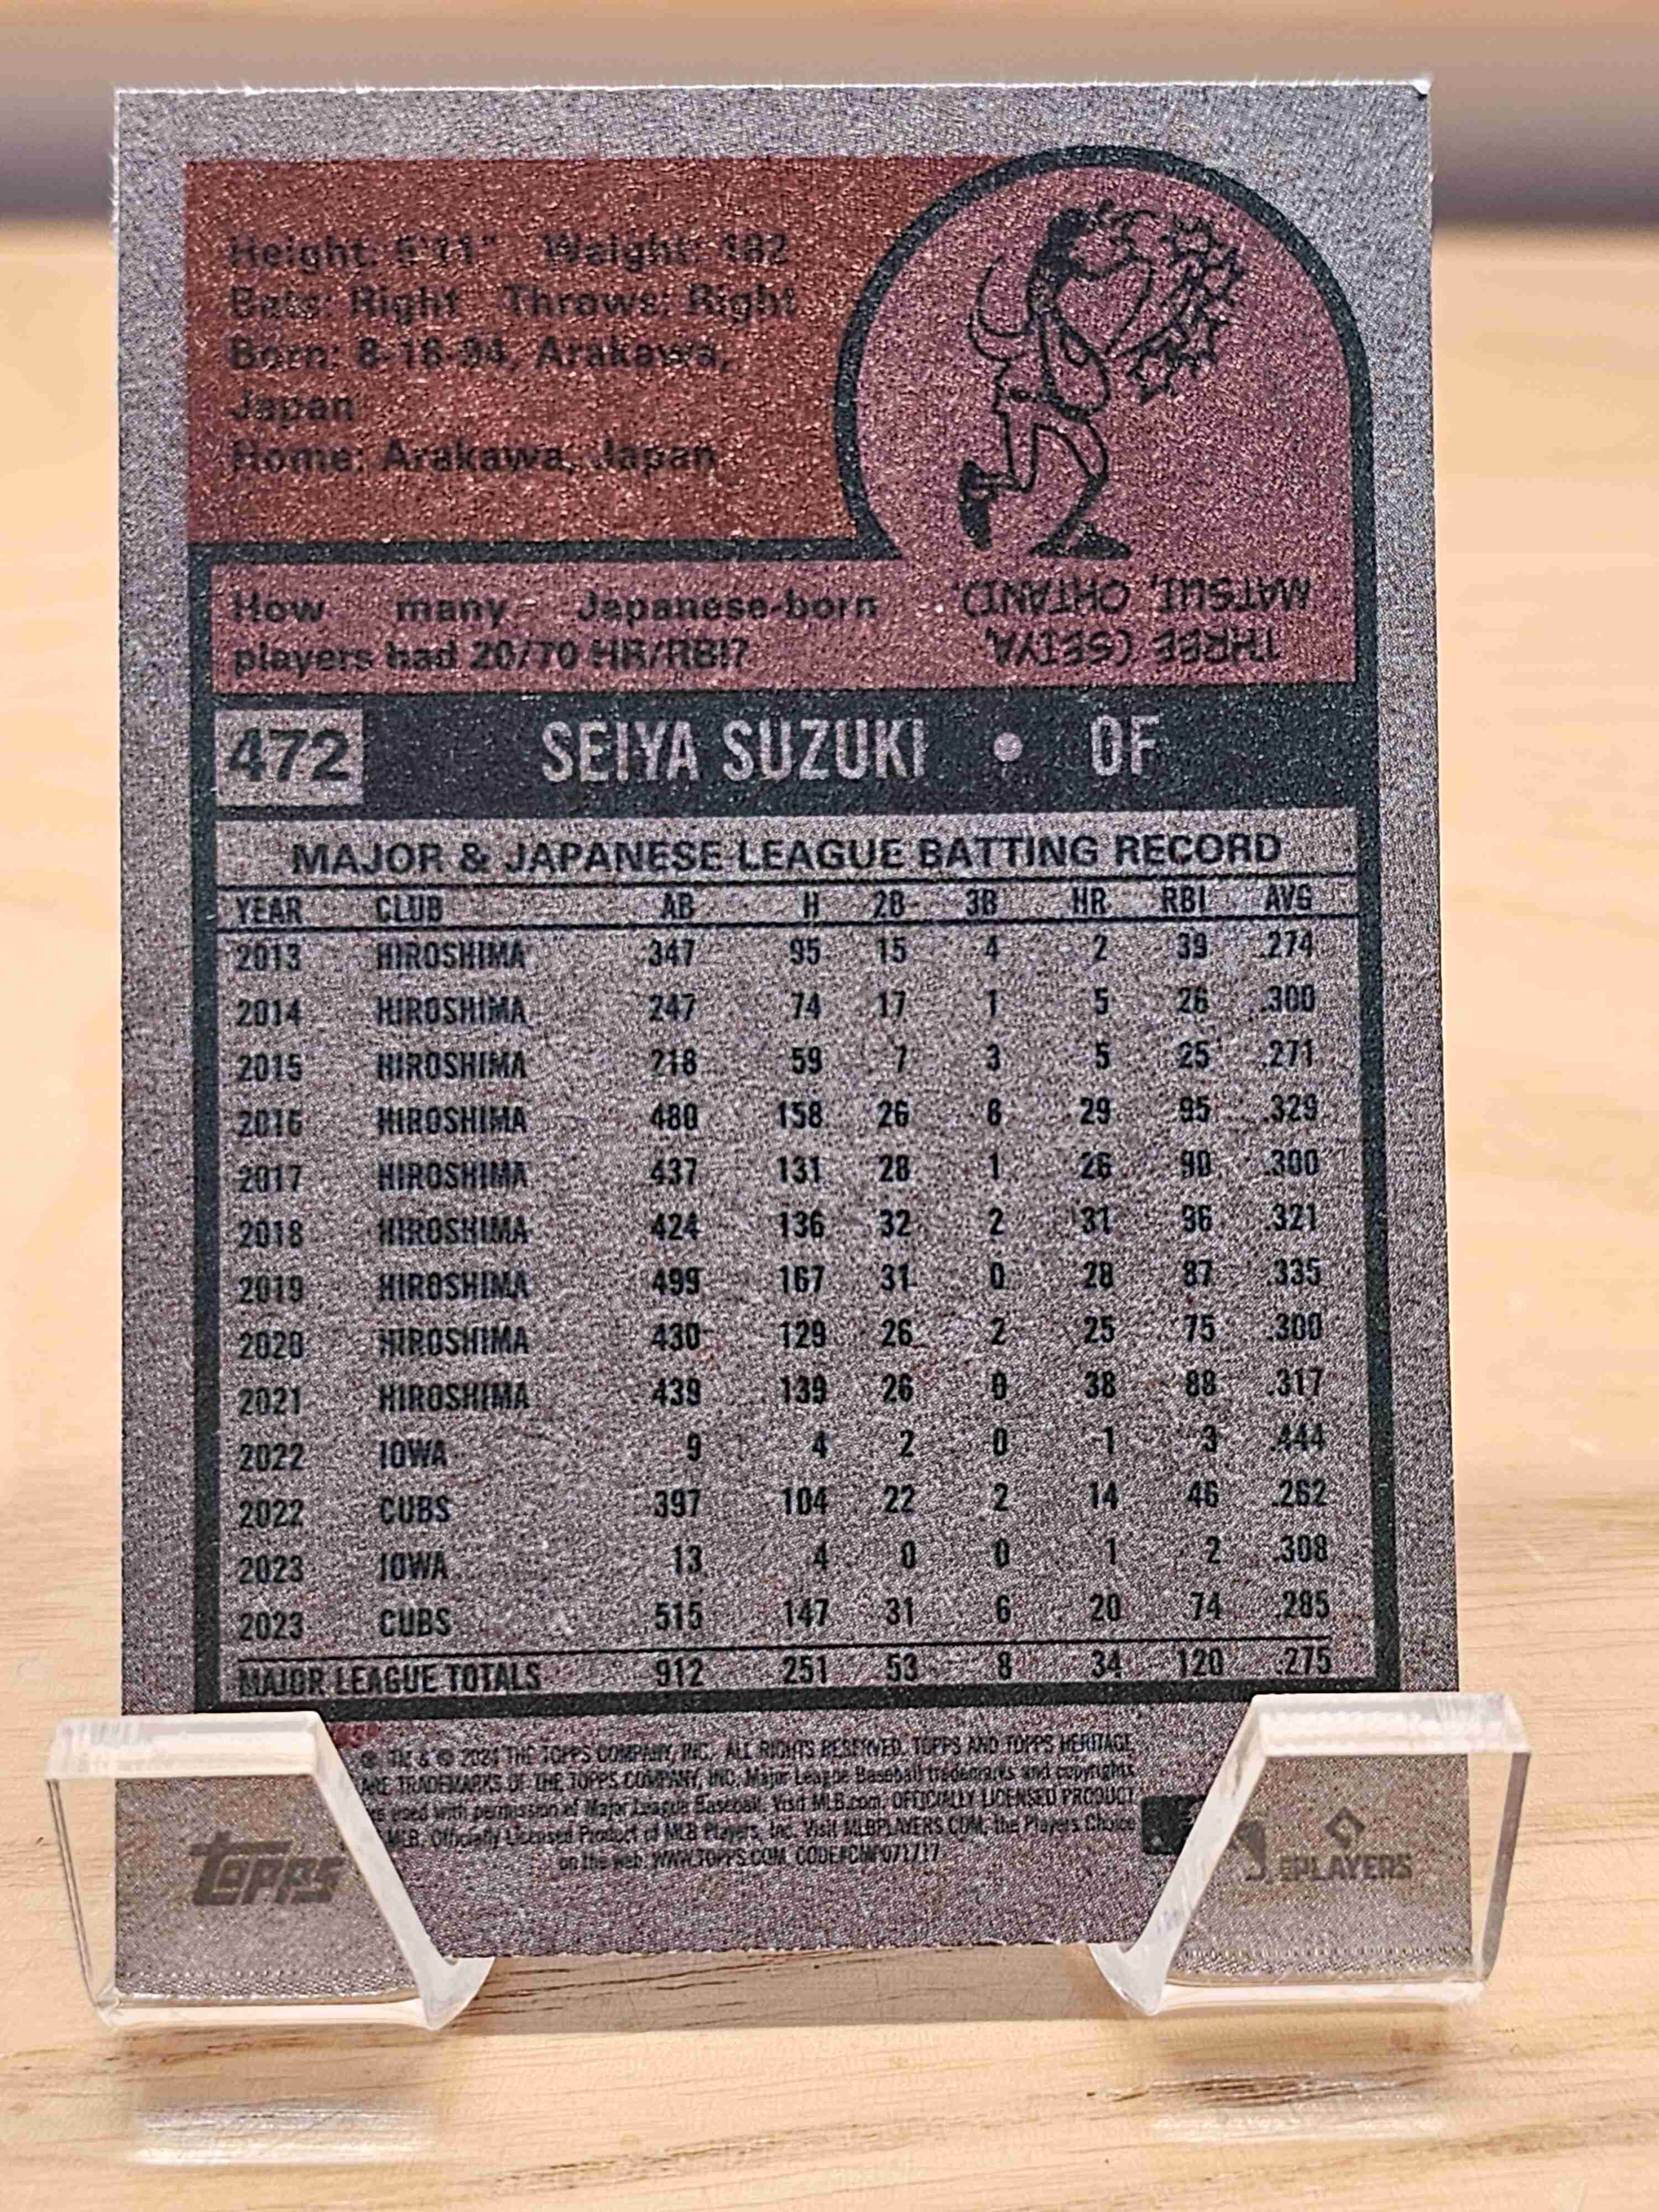 Height: 5'11" Weight: 182
Bats: Right Throws: Right
Born: 8-18-94, Arakawa,
Japan
Home: Arakawa, Japan
How many Japanese-born
players had 20/70 HR/RBI?
THREE (SEIYA,
MATSUI, OHTANI).
472 SEIYA SUZUKI • OF
MAJOR & JAPANESE LEAGUE BATTING RECORD
YEAR CLUB AB H 2B 3B HR RBI AVG
2013 HIROSHIMA 347 95 15 4 2 39 .274
2014 HIROSHIMA 247 74 17 1 5 26 .300
2015 HIROSHIMA 218 59 7 3 5 25 .271
2016 HIROSHIMA 480 158 26 8 29 95 .329
2017 HIROSHIMA 437 131 28 1 26 90 .300
2018 HIROSHIMA 424 136 32 2 31 96 .321
2019 HIROSHIMA 499 167 31 0 28 87 .335
2020 HIROSHIMA 430 129 26 2 25 75 .300
2021 HIROSHIMA 439 139 26 0 38 88 .317
2022 IOWA 9 4 2 0 1 3 .444
2022 CUBS 397 104 22 2 14 46 .262
2023 IOWA 13 4 0 0 1 2 .308
2023 CUBS 515 147 31 6 20 74 .285
MAJOR LEAGUE TOTALS 912 251 53 8 34 120 .275
® TM & © 2024 THE TOPPS COMPANY, INC. ALL RIGHTS RESERVED. TOPPS AND TOPPS HERITAGE
ARE TRADEMARKS OF THE TOPPS COMPANY, INC. Major League Baseball trademarks and copyrights
used with permission of Major League Baseball. Visit MLB.com. OFFICIALLY LICENSED PRODUCT
MLB. Officially Licensed Product of MLB Players, Inc. Visit MLBPLAYERS.COM, the Players Choice
on the web. WWW.TOPPS.COM CODE#CMP071717
topps
PLAYERS